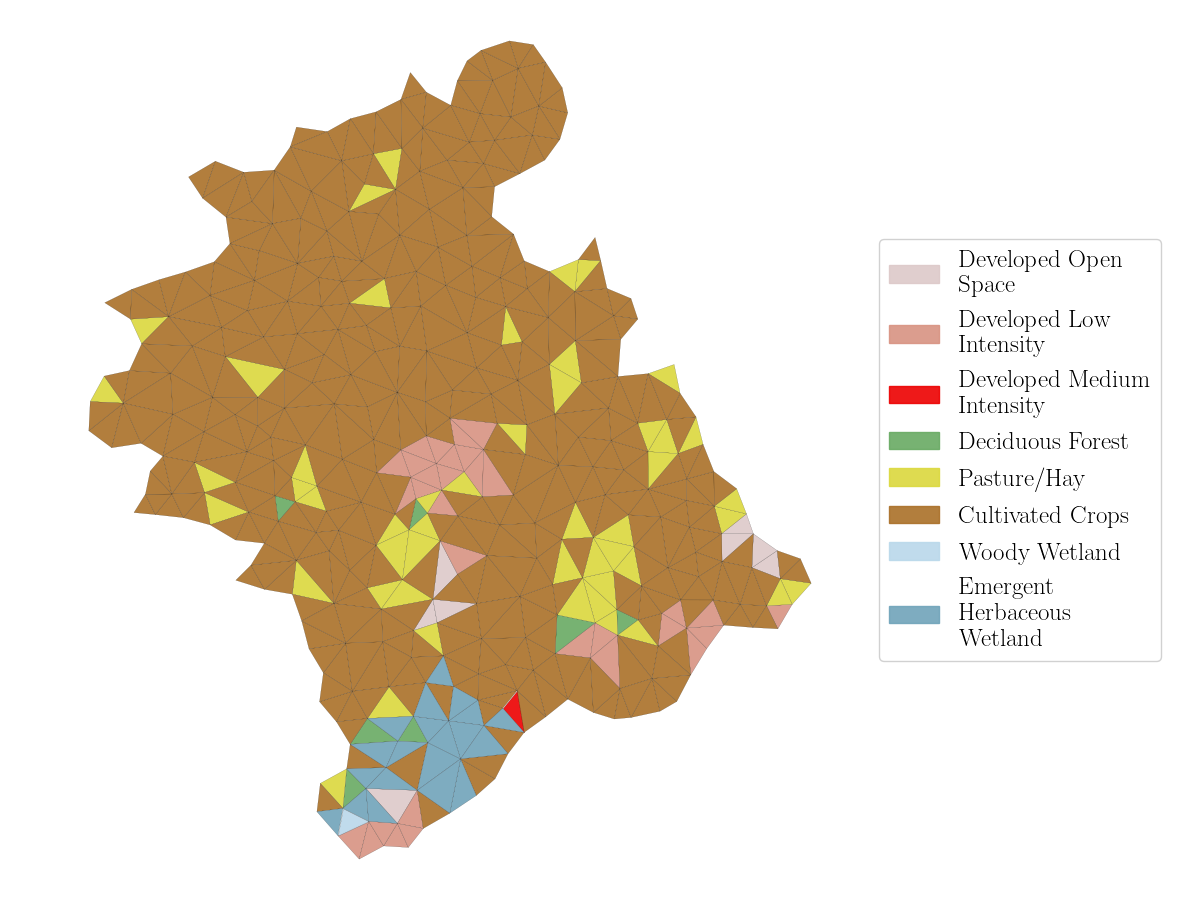 Developed Open
Space
Developed Low
Intensity
Developed Medium
Intensity
Deciduous Forest
Pasture/Hay
Cultivated Crops
Woody Wetland
Emergent
Herbaceous
Wetland